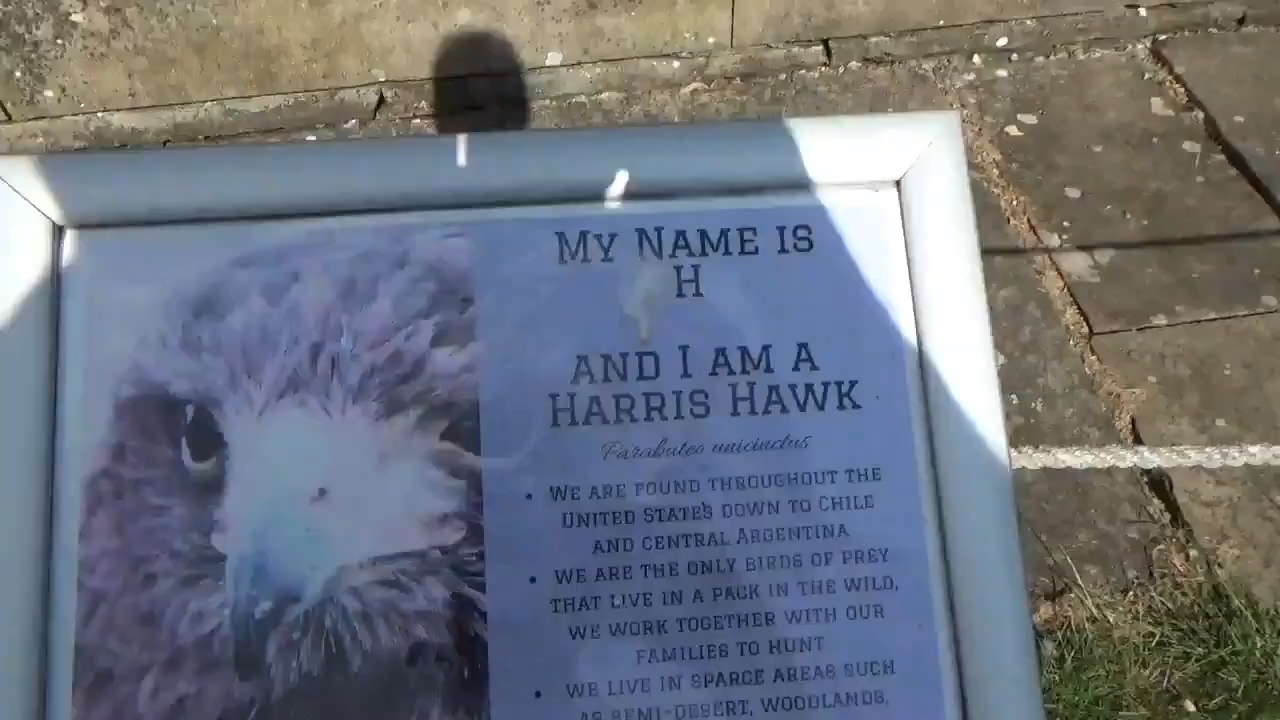 MY NAME IS
H
AND I AM A
HARRIS HAWK
Parabuteo unicinctus
• WE ARE FOUND THROUGHOUT THE
UNITED STATES DOWN TO CHILE
AND CENTRAL ARGENTINA
• WE ARE THE ONLY BIRDS OF PREY
THAT LIVE IN A PACK IN THE WILD,
WE WORK TOGETHER WITH OUR
FAMILIES TO HUNT
• WE LIVE IN SPARCE AREAS SUCH
AS SEMI-DESERT, WOODLANDS,